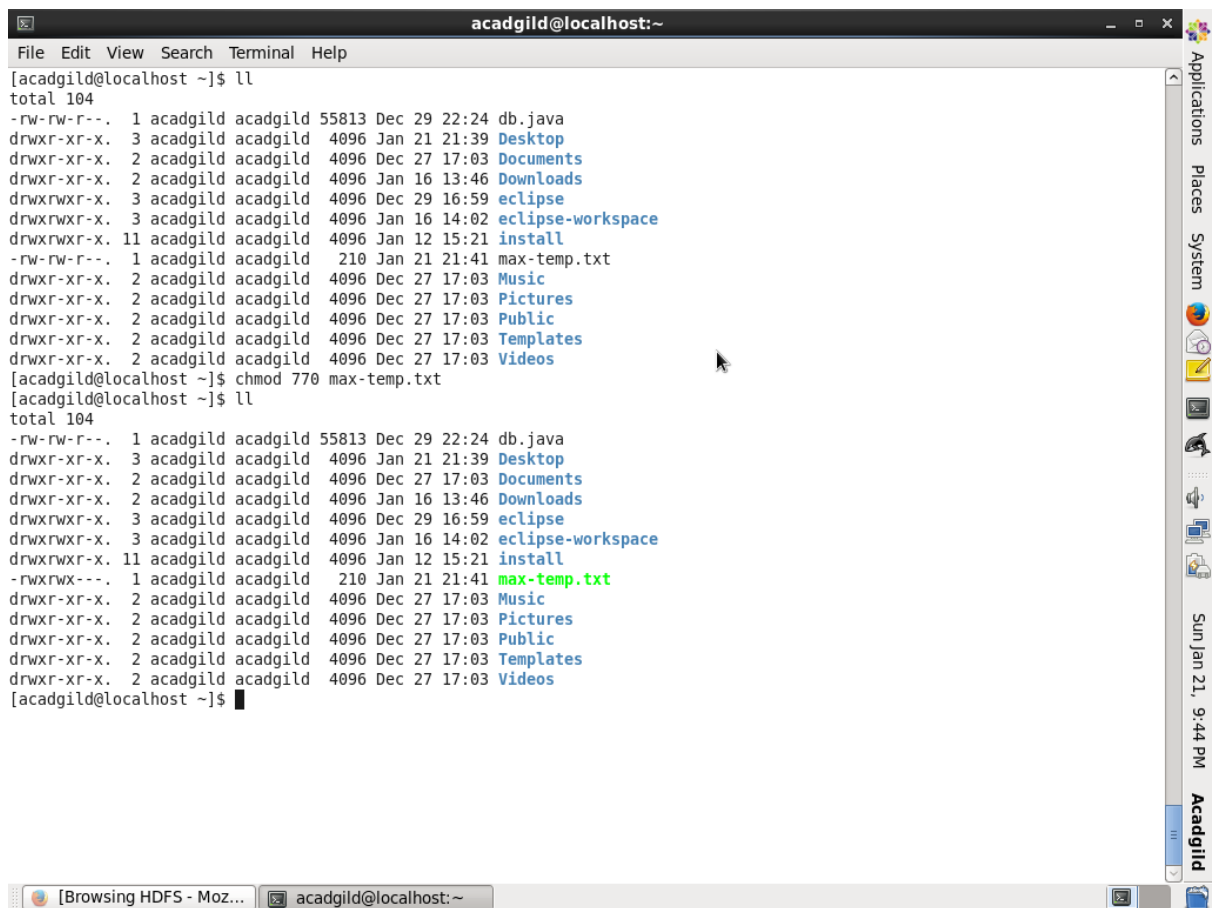 acadgild@localhost:~
File Edit View Search Terminal Help
[acadgild@localhost ~]$ ll
total 104
-rw-rw-r--.  1 acadgild acadgild 55813 Dec 29 22:24 db.java
drwxr-xr-x.  3 acadgild acadgild  4096 Jan 21 21:39 Desktop
drwxr-xr-x.  2 acadgild acadgild  4096 Dec 27 17:03 Documents
drwxr-xr-x.  2 acadgild acadgild  4096 Jan 16 13:46 Downloads
drwxrwxr-x.  3 acadgild acadgild  4096 Dec 29 16:59 eclipse
drwxrwxr-x.  3 acadgild acadgild  4096 Jan 16 14:02 eclipse-workspace
drwxrwxr-x. 11 acadgild acadgild  4096 Jan 12 15:21 install
-rw-rw-r--.  1 acadgild acadgild   210 Jan 21 21:41 max-temp.txt
drwxr-xr-x.  2 acadgild acadgild  4096 Dec 27 17:03 Music
drwxr-xr-x.  2 acadgild acadgild  4096 Dec 27 17:03 Pictures
drwxr-xr-x.  2 acadgild acadgild  4096 Dec 27 17:03 Public
drwxr-xr-x.  2 acadgild acadgild  4096 Dec 27 17:03 Templates
drwxr-xr-x.  2 acadgild acadgild  4096 Dec 27 17:03 Videos
[acadgild@localhost ~]$ chmod 770 max-temp.txt
[acadgild@localhost ~]$ ll
total 104
-rw-rw-r--.  1 acadgild acadgild 55813 Dec 29 22:24 db.java
drwxr-xr-x.  3 acadgild acadgild  4096 Jan 21 21:39 Desktop
drwxr-xr-x.  2 acadgild acadgild  4096 Dec 27 17:03 Documents
drwxr-xr-x.  2 acadgild acadgild  4096 Jan 16 13:46 Downloads
drwxrwxr-x.  3 acadgild acadgild  4096 Dec 29 16:59 eclipse
drwxrwxr-x.  3 acadgild acadgild  4096 Jan 16 14:02 eclipse-workspace
drwxrwxr-x. 11 acadgild acadgild  4096 Jan 12 15:21 install
-rwxrwx---.  1 acadgild acadgild   210 Jan 21 21:41 max-temp.txt
drwxr-xr-x.  2 acadgild acadgild  4096 Dec 27 17:03 Music
drwxr-xr-x.  2 acadgild acadgild  4096 Dec 27 17:03 Pictures
drwxr-xr-x.  2 acadgild acadgild  4096 Dec 27 17:03 Public
drwxr-xr-x.  2 acadgild acadgild  4096 Dec 27 17:03 Templates
drwxr-xr-x.  2 acadgild acadgild  4096 Dec 27 17:03 Videos
[acadgild@localhost ~]$
Applications Places System
Sun Jan 21, 9:44 PM
Acadgild
[Browsing HDFS - Moz...
acadgild@localhost:~